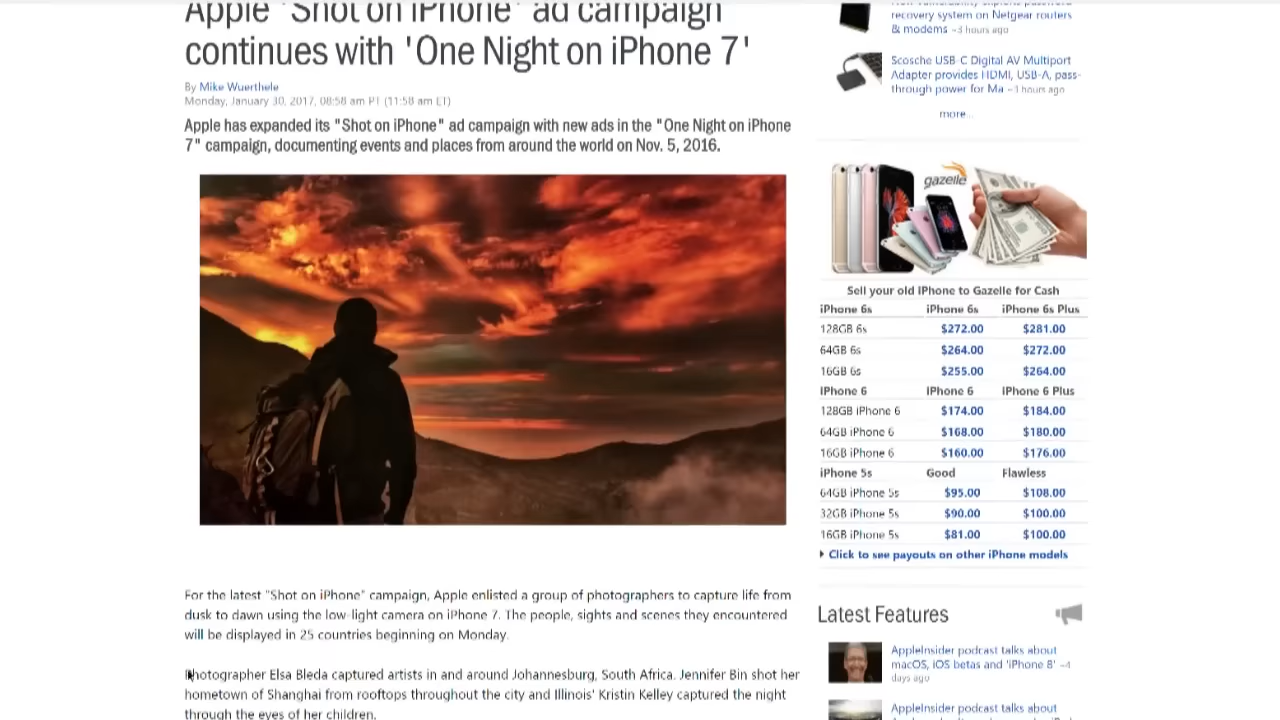 Apple 'Shot on iPhone' ad campaign
continues with 'One Night on iPhone 7'
By Mike Wuerthele
Monday, January 30, 2017, 08:58 am PT (11:58 am ET)
Apple has expanded its "Shot on iPhone" ad campaign with new ads in the "One Night on iPhone
7" campaign, documenting events and places from around the world on Nov. 5, 2016.
For the latest "Shot on iPhone" campaign, Apple enlisted a group of photographers to capture life from
dusk to dawn using the low-light camera on iPhone 7. The people, sights and scenes they encountered
will be displayed in 25 countries beginning on Monday.
Photographer Elsa Bleda captured artists in and around Johannesburg, South Africa. Jennifer Bin shot her
hometown of Shanghai from rooftops throughout the city and Illinois' Kristin Kelley captured the night
through the eyes of her children.
recovery system on Netgear routers
& modems ~3 hours ago
Scosche USB-C Digital AV Multiport
Adapter provides HDMI, USB-A, pass-
through power for Ma ~3 hours ago
more...
gazelle
Sell your old iPhone to Gazelle for Cash
iPhone 6s iPhone 6s iPhone 6s Plus
128GB 6s $272.00 $281.00
64GB 6s $264.00 $272.00
16GB 6s $255.00 $264.00
iPhone 6 iPhone 6 iPhone 6 Plus
128GB iPhone 6 $174.00 $184.00
64GB iPhone 6 $168.00 $180.00
16GB iPhone 6 $160.00 $176.00
iPhone 5s Good Flawless
64GB iPhone 5s $95.00 $108.00
32GB iPhone 5s $90.00 $100.00
16GB iPhone 5s $81.00 $100.00
Click to see payouts on other iPhone models
Latest Features
AppleInsider podcast talks about
macOS, iOS betas and 'iPhone 8' ~4
days ago
AppleInsider podcast talks about